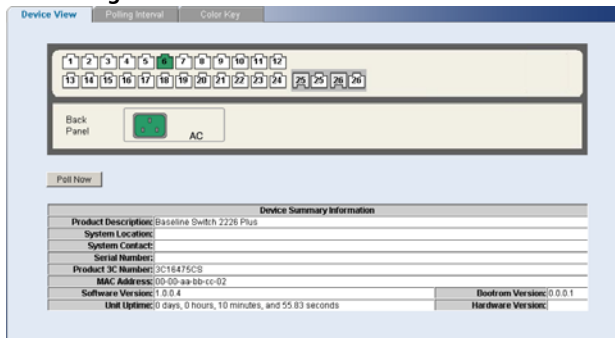 Device View Polling Interval Color Key
1 2 3 4 5 6 7 8 9 10 11 12
13 14 15 16 17 18 19 20 21 22 23 24 25 25 26 26
Back
Panel
AC
Poll Now
Device Summary Information
Product Description: Baseline Switch 2226 Plus
System Location:
System Contact:
Serial Number:
Product 3C Number: 3C16475CS
MAC Address: 00-00-aa-bb-cc-02
Software Version: 1.0.0.4 Bootrom Version: 0.0.0.1
Unit Uptime: 0 days, 0 hours, 10 minutes, and 55.83 seconds Hardware Version: